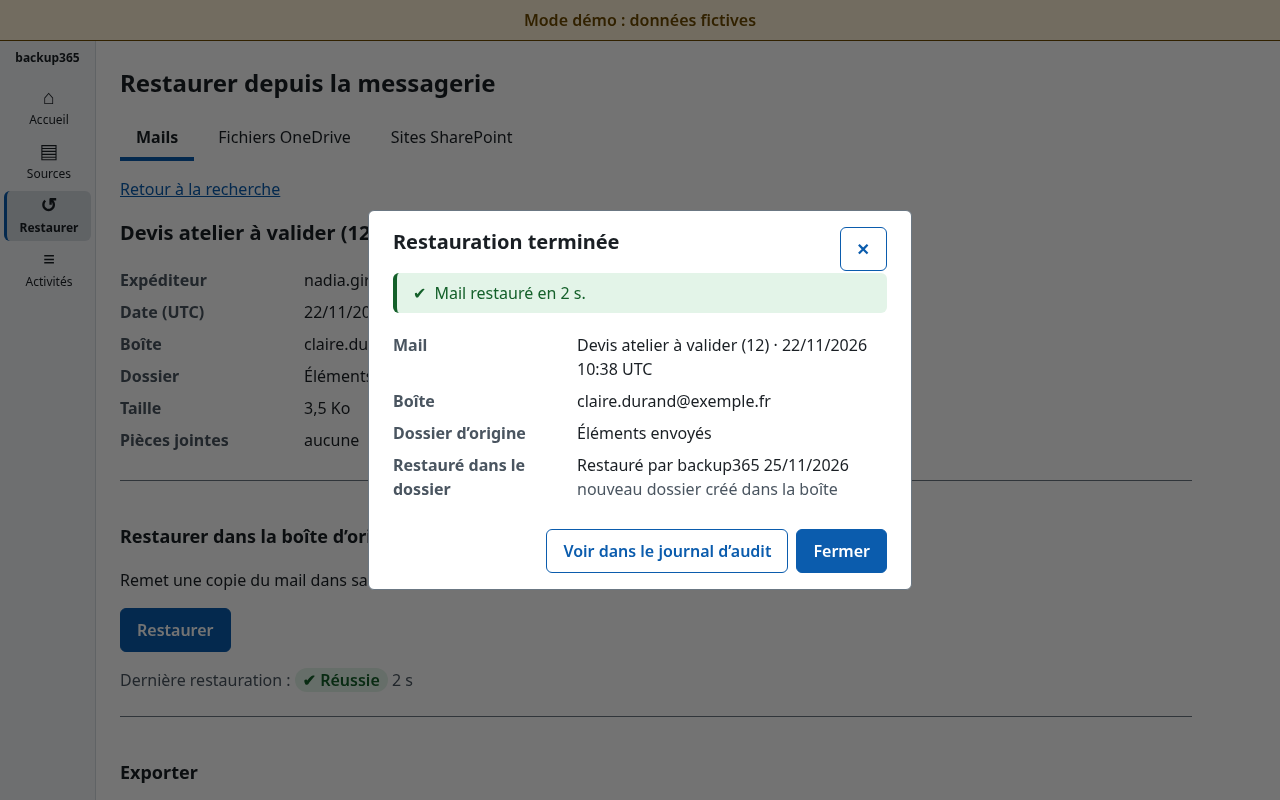 Mode démo : données fictives
backup365
Accueil
Sources
Restaurer
Activités
Restaurer depuis la messagerie
Mails Fichiers OneDrive Sites SharePoint
Retour à la recherche
Devis atelier à valider (12
Expéditeur
Date (UTC) 22/11/20
Boîte
Dossier Éléments
Taille 3,5 Ko
Pièces jointes aucune
Restaurer dans la boîte
Remet une copie du mail dans sa
Restaurer
Dernière restauration : ✔ Réussie 2 s
Exporter
Restauration terminée
×
✔ Mail restauré en 2 s.
Mail Devis atelier à valider (12) · 22/11/2026
10:38 UTC
Boîte claire.durand@exemple.fr
Dossier d’origine Éléments envoyés
Restauré dans le Restauré par backup365 25/11/2026
dossier nouveau dossier créé dans la boîte
Voir dans le journal d’audit Fermer